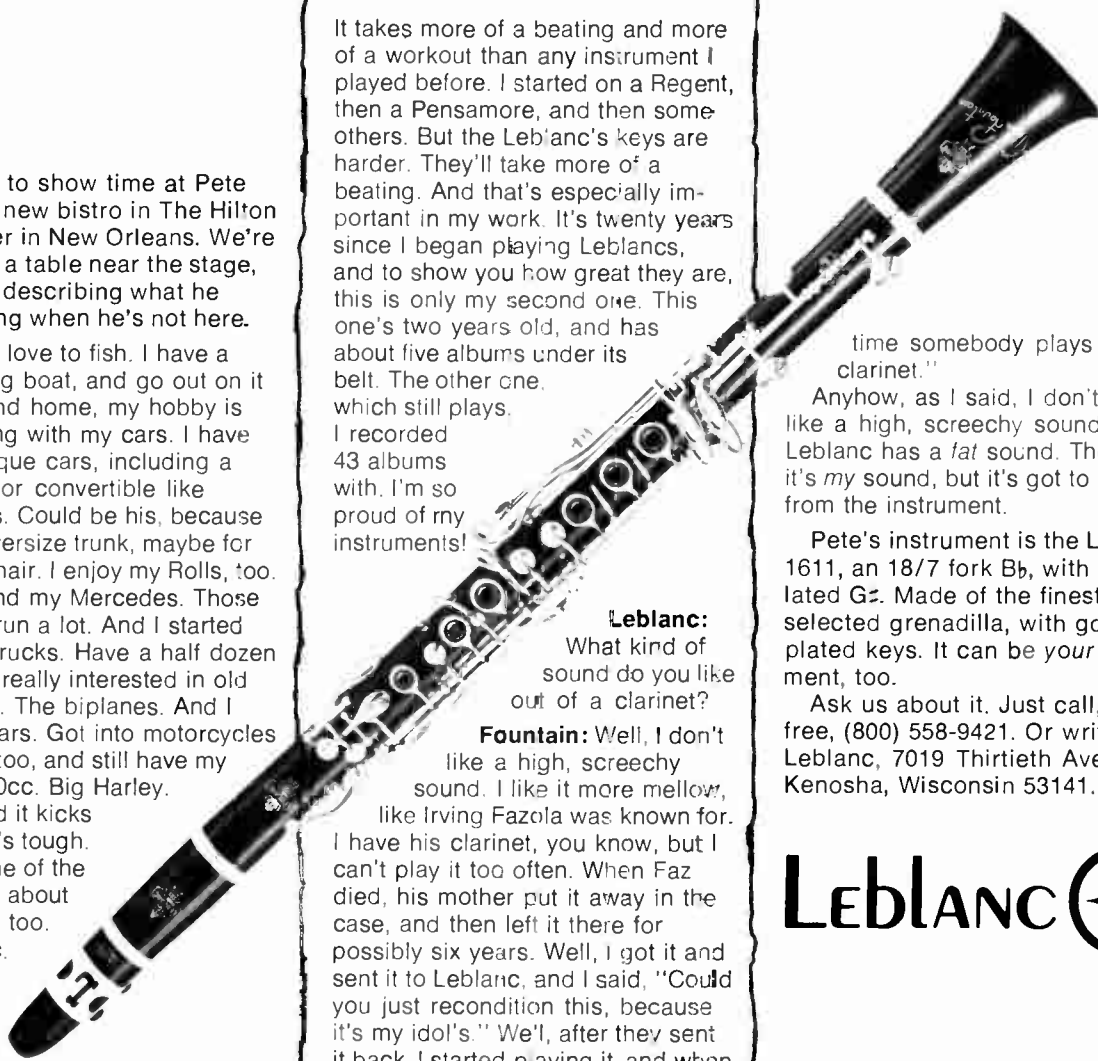 to show time at Pete
new bistro in The Hilton
er in New Orleans. We're
a table near the stage,
describing what he
ng when he's not here.
love to fish. I have a
g boat, and go out on it
nd home, my hobby is
ng with my cars. I have
que cars, including a
or convertible like
s. Could be his, because
ersize trunk, maybe for
hair. I enjoy my Rolls, too.
nd my Mercedes. Those
run a lot. And I started
rucks. Have a half dozen
really interested in old
. The biplanes. And I
ars. Got into motorcycles
too, and still have my
0cc. Big Harley.
d it kicks
's tough.
e of the
about
too.
It takes more of a beating and more
of a workout than any instrument I
played before. I started on a Regent,
then a Pensamore, and then some
others. But the Leblanc's keys are
harder. They'll take more of a
beating. And that's especially im-
portant in my work. It's twenty years
since I began playing Leblancs,
and to show you how great they are,
this is only my second one. This
one's two years old, and has
about five albums under its
belt. The other one,
which still plays,
I recorded
43 albums
with. I'm so
proud of my
instruments!
Leblanc:
What kind of
sound do you like
out of a clarinet?
Fountain: Well, I don't
like a high, screechy
sound. I like it more mellow,
like Irving Fazola was known for.
I have his clarinet, you know, but I
can't play it too often. When Faz
died, his mother put it away in the
case, and then left it there for
possibly six years. Well, I got it and
sent it to Leblanc, and I said, "Could
you just recondition this, because
it's my idol's." Well, after they sent
it back, I started playing it, and when
time somebody plays
clarinet."
Anyhow, as I said, I don't
like a high, screechy sound
Leblanc has a fat sound. Th
it's my sound, but it's got to
from the instrument.
Pete's instrument is the L
1611, an 18/7 fork B♭, with
lated G♯. Made of the finest
selected grenadilla, with go
plated keys. It can be your
ment, too.
Ask us about it. Just call,
free, (800) 558-9421. Or writ
Leblanc, 7019 Thirtieth Ave
Kenosha, Wisconsin 53141.
LEBLANC